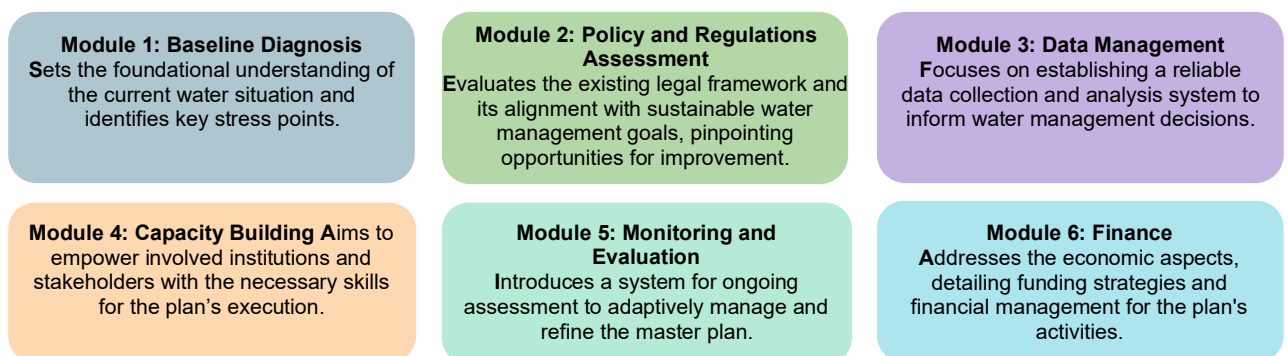 Module 1: Baseline Diagnosis
Sets the foundational understanding of
the current water situation and
identifies key stress points.
Module 2: Policy and Regulations
Assessment
Evaluates the existing legal framework and
its alignment with sustainable water
management goals, pinpointing
opportunities for improvement.
Module 3: Data Management
Focuses on establishing a reliable
data collection and analysis system to
inform water management decisions.
Module 4: Capacity Building Aims to
empower involved institutions and
stakeholders with the necessary skills
for the plan’s execution.
Module 5: Monitoring and
Evaluation
Introduces a system for ongoing
assessment to adaptively manage and
refine the master plan.
Module 6: Finance
Addresses the economic aspects,
detailing funding strategies and
financial management for the plan's
activities.